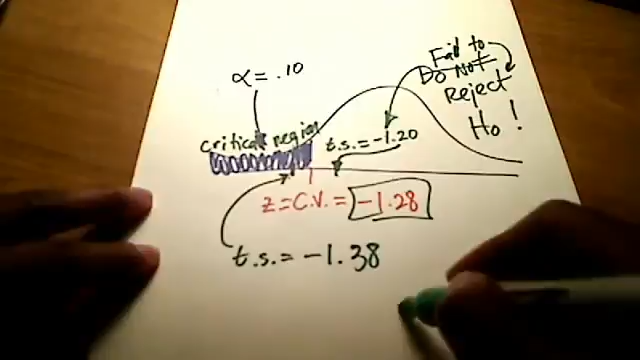 α = .10
Fail to
Do Not
Reject
Ho !
critical region
t.s. = -1.20
z = C.V. = -1.28
t.s. = -1.38